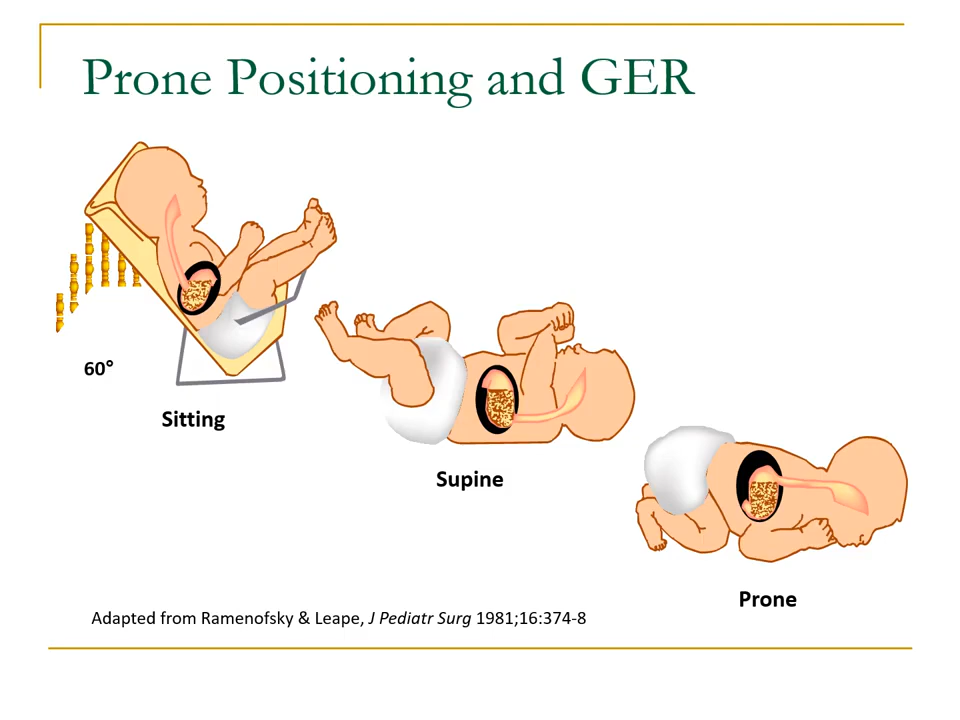 Prone Positioning and GER
60°
Sitting
Supine
Prone
Adapted from Ramenofsky & Leape, J Pediatr Surg 1981;16:374-8